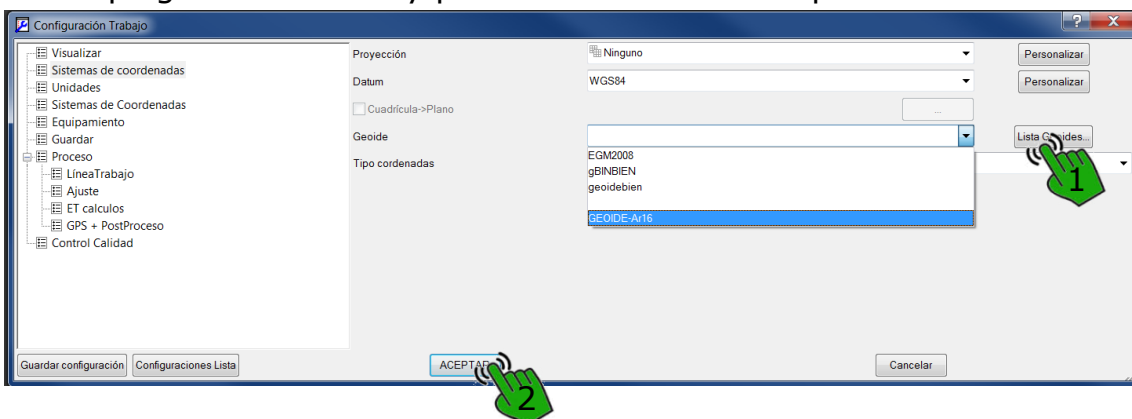 Configuración Trabajo
Visualizar
Sistemas de coordenadas
Unidades
Sistemas de Coordenadas
Equipamiento
Guardar
Proceso
LíneaTrabajo
Ajuste
ET calculos
GPS + PostProceso
Control Calidad
Proyección
Ninguno
Personalizar
Datum
WGS84
Personalizar
Cuadrícula->Plano
...
Geoide
Lista
Tipo cordenadas
EGM2008
gBINBIEN
geoidebien
GEOIDE-Ar16
1
Guardar configuración
Configuraciones Lista
Cancelar
2